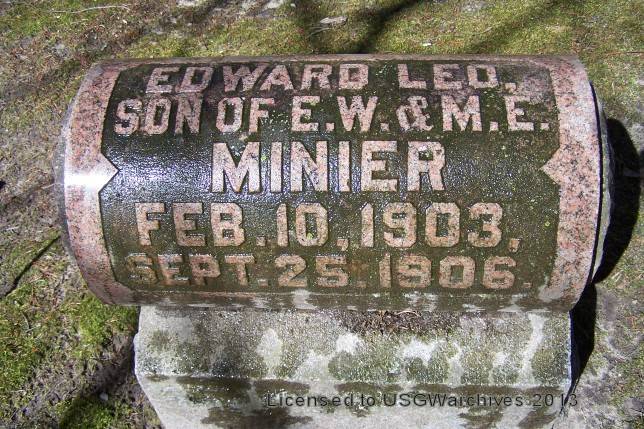 EDWARD LEO,
SON OF E.W. & M.E.
MINIER
FEB. 10, 1903,
SEPT. 25. 1906.
Licensed to USGWarchives 2013